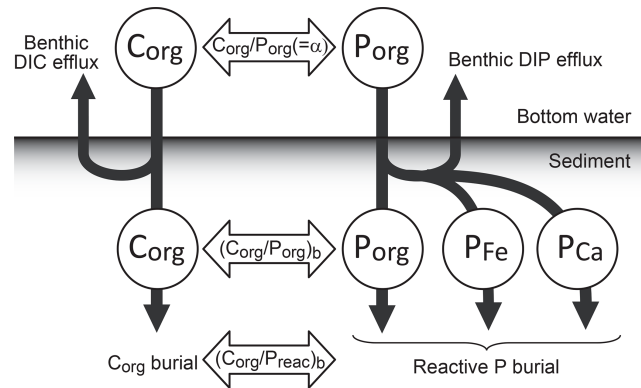 Benthic
DIC efflux
Corg
Corg/Porg(=α)
Porg
Benthic DIP efflux
Bottom water
Sediment
Corg
(Corg/Porg)b
Porg
PFe
PCa
Corg burial
(Corg/Preac)b
Reactive P burial